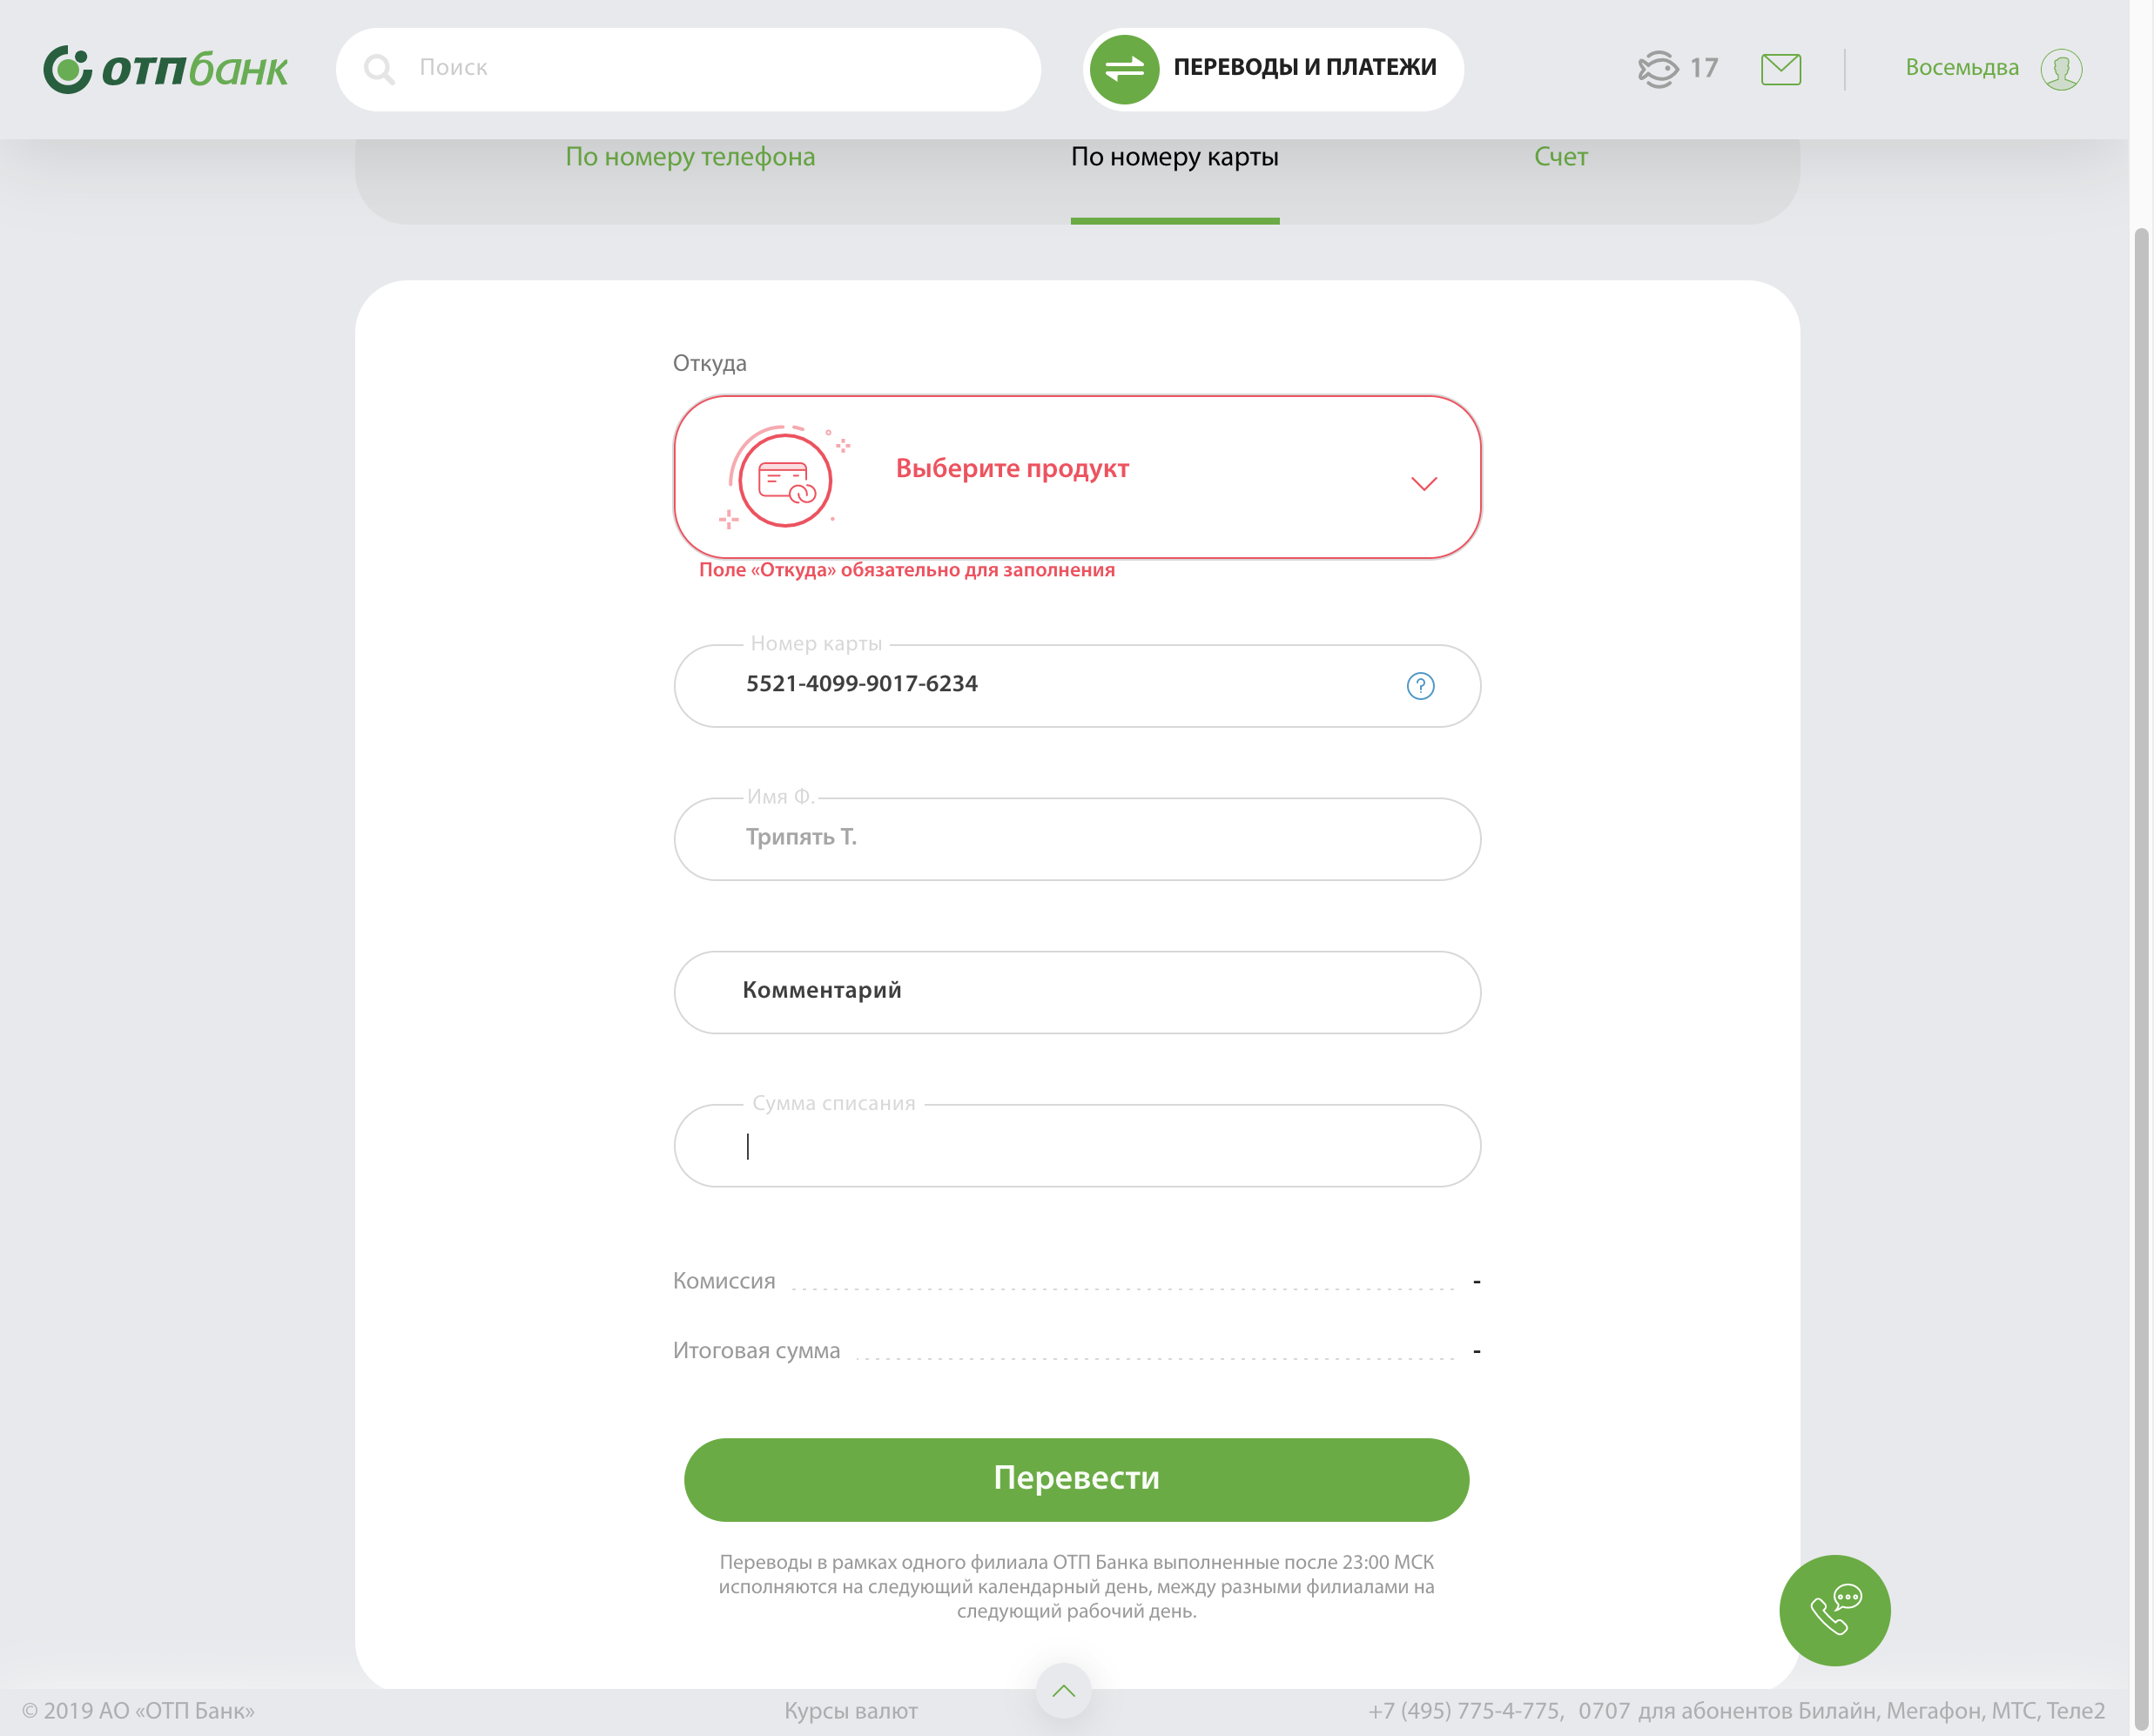 отпбанк
Поиск
ПЕРЕВОДЫ И ПЛАТЕЖИ
17
Восемьдва
По номеру телефона
По номеру карты
Счет
Откуда
Выберите продукт
Поле «Откуда» обязательно для заполнения
Номер карты
5521-4099-9017-6234
Имя Ф.
Трипять Т.
Комментарий
Сумма списания
Комиссия -
Итоговая сумма -
Перевести
Переводы в рамках одного филиала ОТП Банка выполненные после 23:00 МСК
исполняются на следующий календарный день, между разными филиалами на
следующий рабочий день.
© 2019 АО «ОТП Банк»
Курсы валют
+7 (495) 775-4-775, 0707 для абонентов Билайн, Мегафон, МТС, Теле2